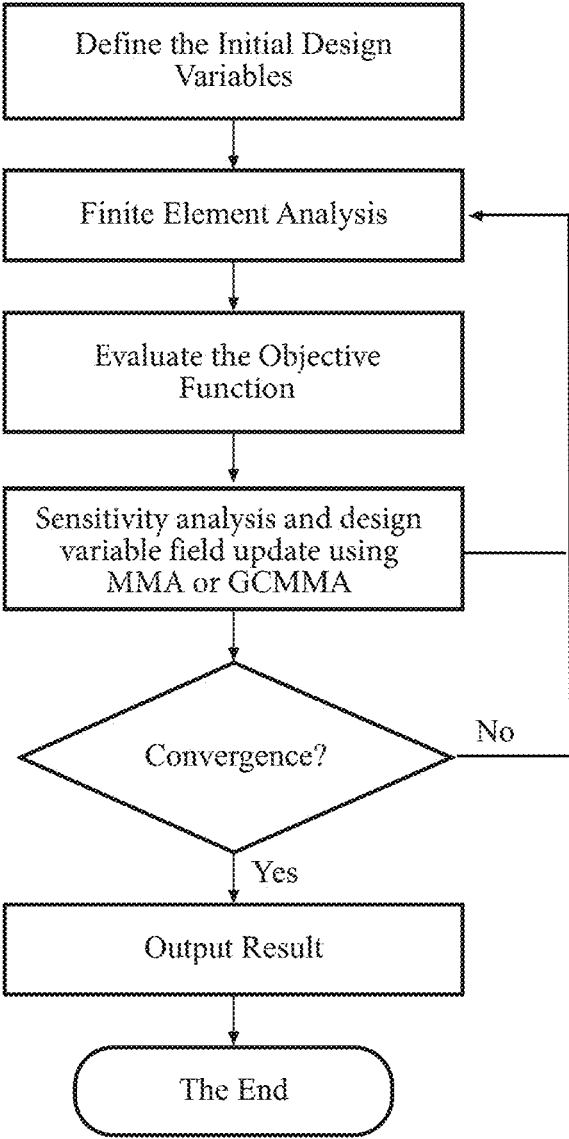 Define the Initial Design
Variables
Finite Element Analysis
Evaluate the Objective
Function
Sensitivity analysis and design
variable field update using
MMA or GCMMA
Convergence?
No
Yes
Output Result
The End